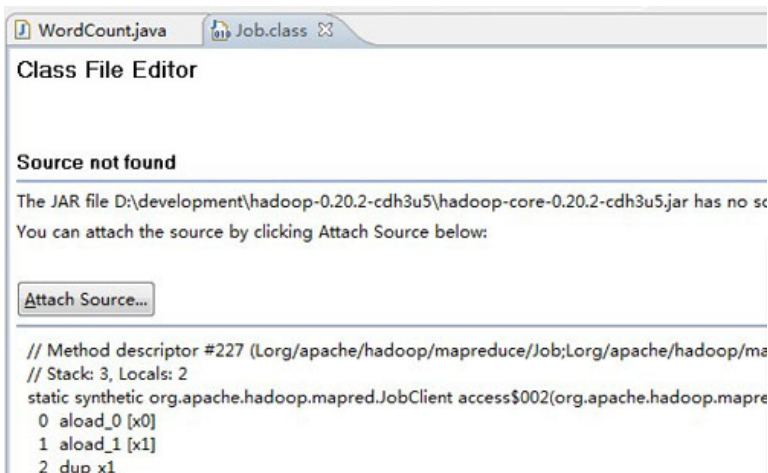 WordCount.java
Job.class
Class File Editor
Source not found
The JAR file D:\development\hadoop-0.20.2-cdh3u5\hadoop-core-0.20.2-cdh3u5.jar has no so
You can attach the source by clicking Attach Source below:
Attach Source...
// Method descriptor #227 (Lorg/apache/hadoop/mapreduce/Job;Lorg/apache/hadoop/ma
// Stack: 3, Locals: 2
static synthetic org.apache.hadoop.mapred.JobClient access$002(org.apache.hadoop.mapre
0 aload_0 [x0]
1 aload_1 [x1]
2 dup_x1